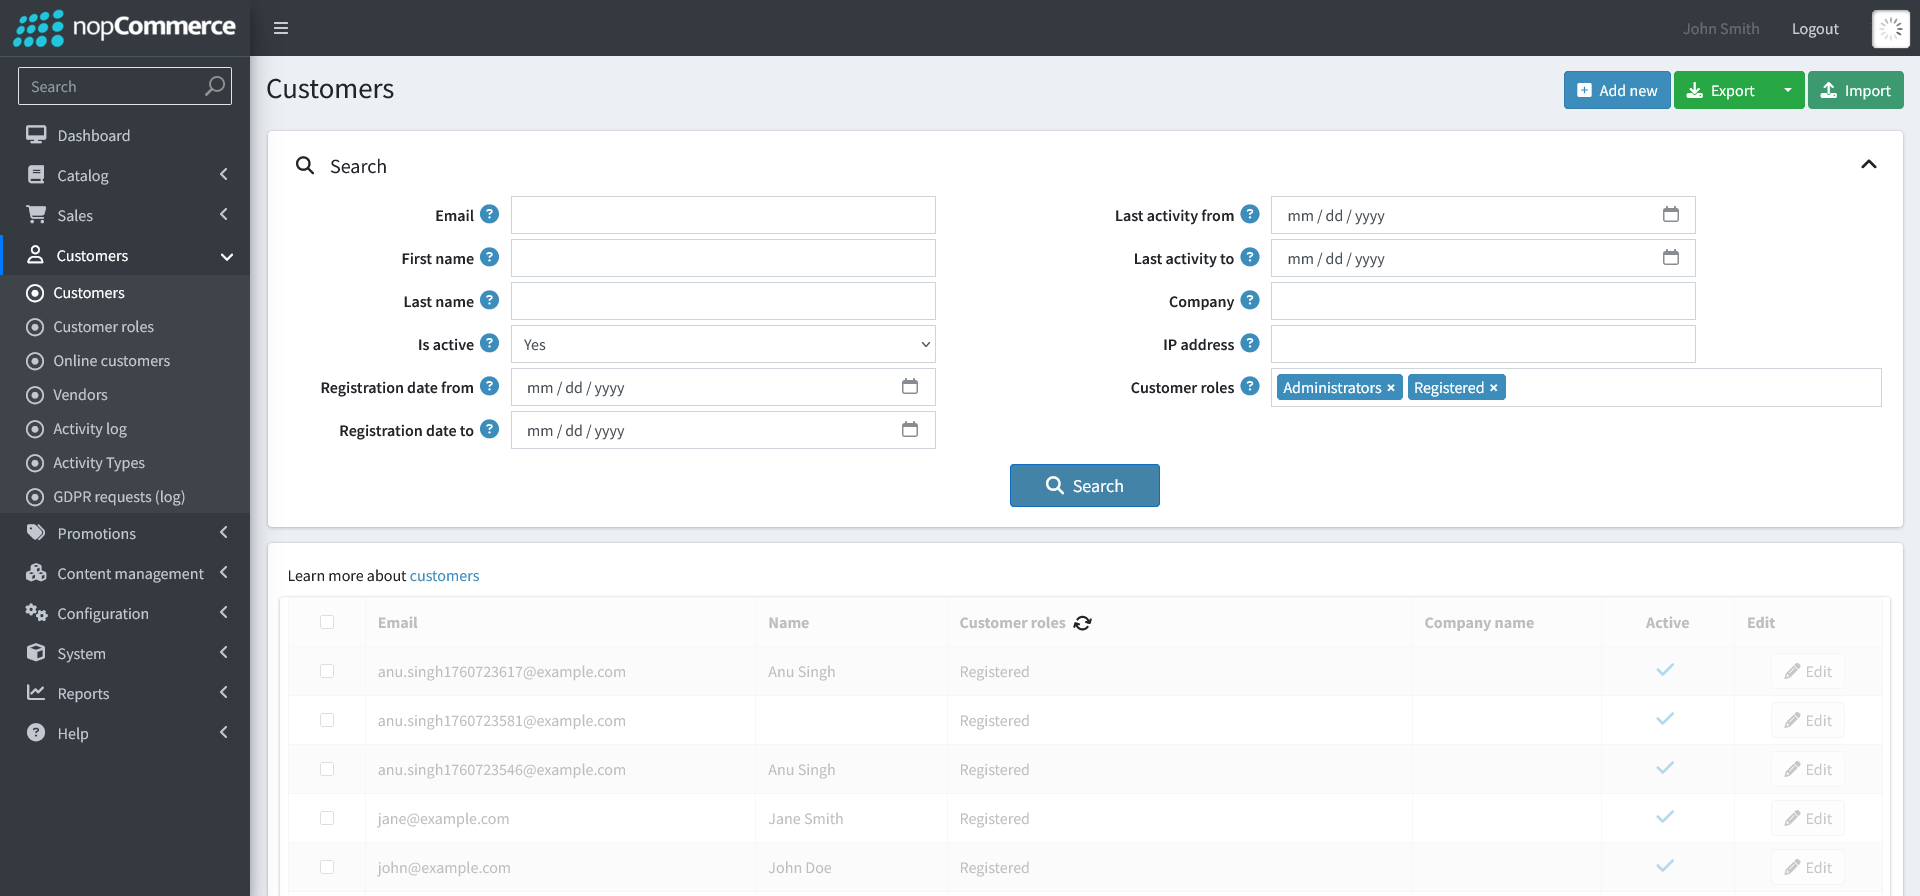 nopCommerce
John Smith
Logout
Search
Dashboard
Catalog
Sales
Customers
Customers
Customer roles
Online customers
Vendors
Activity log
Activity Types
GDPR requests (log)
Promotions
Content management
Configuration
System
Reports
Help
Customers
Add new
Export
Import
Search
Email ?
First name ?
Last name ?
Is active ? Yes
Registration date from ? mm / dd / yyyy
Registration date to ? mm / dd / yyyy
Last activity from ? mm / dd / yyyy
Last activity to ? mm / dd / yyyy
Company ?
IP address ?
Customer roles ? Administrators × Registered ×
Search
Learn more about customers
Email Name Customer roles Company name Active Edit
anu.singh1760723617@example.com Anu Singh Registered Edit
anu.singh1760723581@example.com Registered Edit
anu.singh1760723546@example.com Anu Singh Registered Edit
jane@example.com Jane Smith Registered Edit
john@example.com John Doe Registered Edit